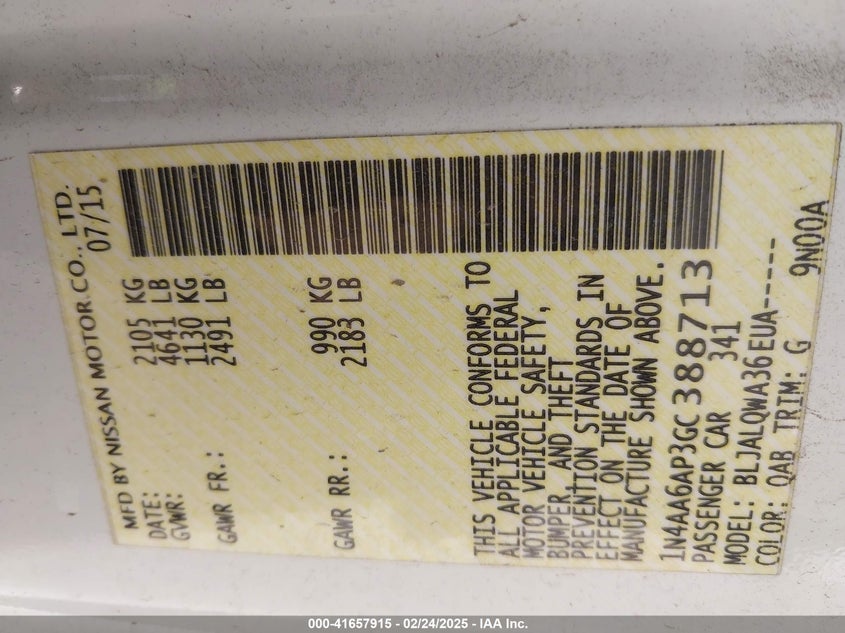 MFD BY NISSAN MOTOR CO., LTD.
DATE: 07/15
GVWR: 2105 KG
4641 LB
GAWR FR.: 1130 KG
2491 LB
GAWR RR.: 990 KG
2183 LB
THIS VEHICLE CONFORMS TO
ALL APPLICABLE FEDERAL
MOTOR VEHICLE SAFETY,
BUMPER, AND THEFT
PREVENTION STANDARDS IN
EFFECT ON THE DATE OF
MANUFACTURE SHOWN ABOVE.
1N4AA6AP3GC388713
PASSENGER CAR 341
MODEL: BLJALQWA36EUA-----
COLOR: QAB TRIM: G 9N00A
000-41657915 - 02/24/2025 - IAA Inc.